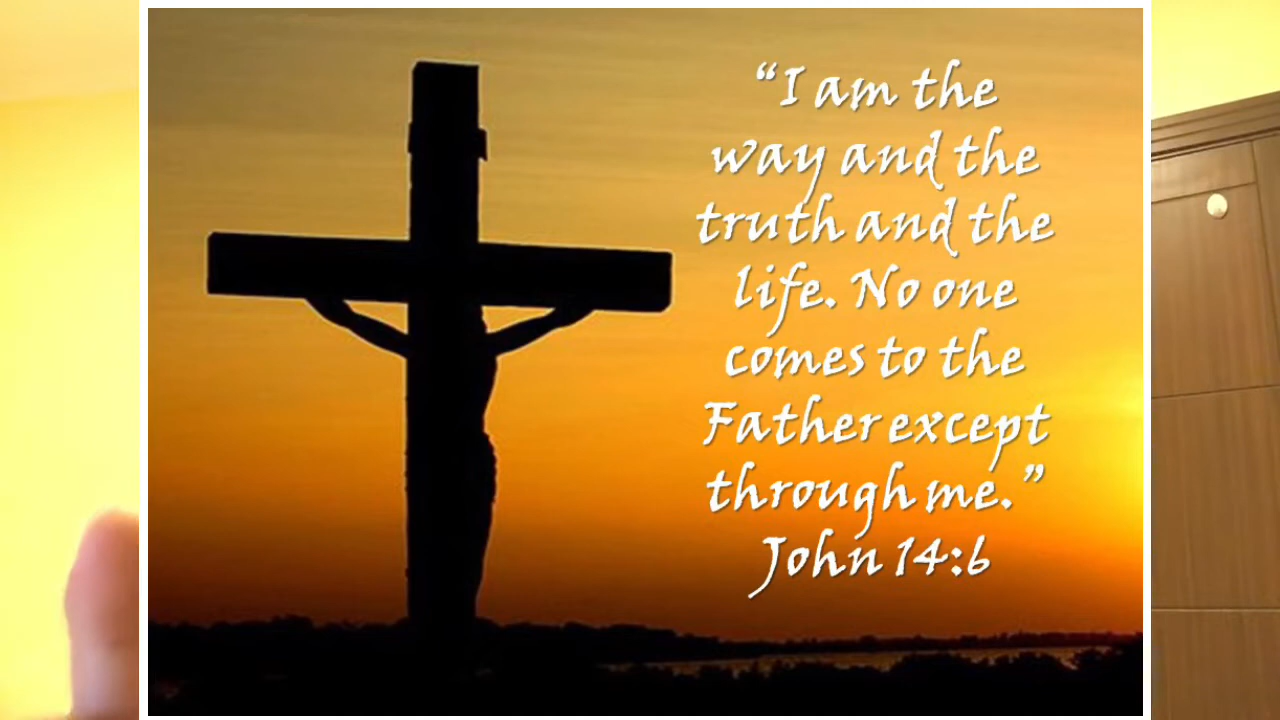 “I am the
way and the
truth and the
life. No one
comes to the
Father except
through me.”
John 14:6